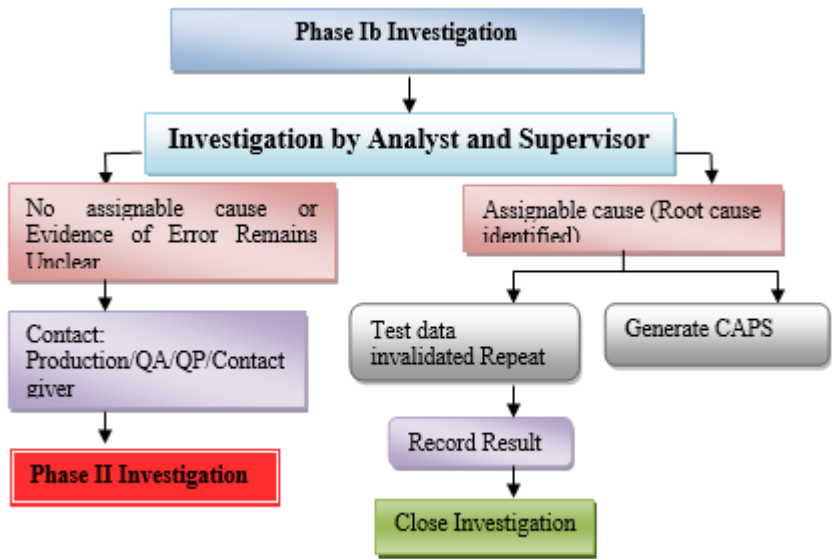 Phase Ib Investigation
Investigation by Analyst and Supervisor
No assignable cause or
Evidence of Error Remains
Unclear
Assignable cause (Root cause
identified)
Contact:
Production/QA/QP/Contact
giver
Test data
invalidated Repeat
Generate CAPS
Record Result
Phase II Investigation
Close Investigation